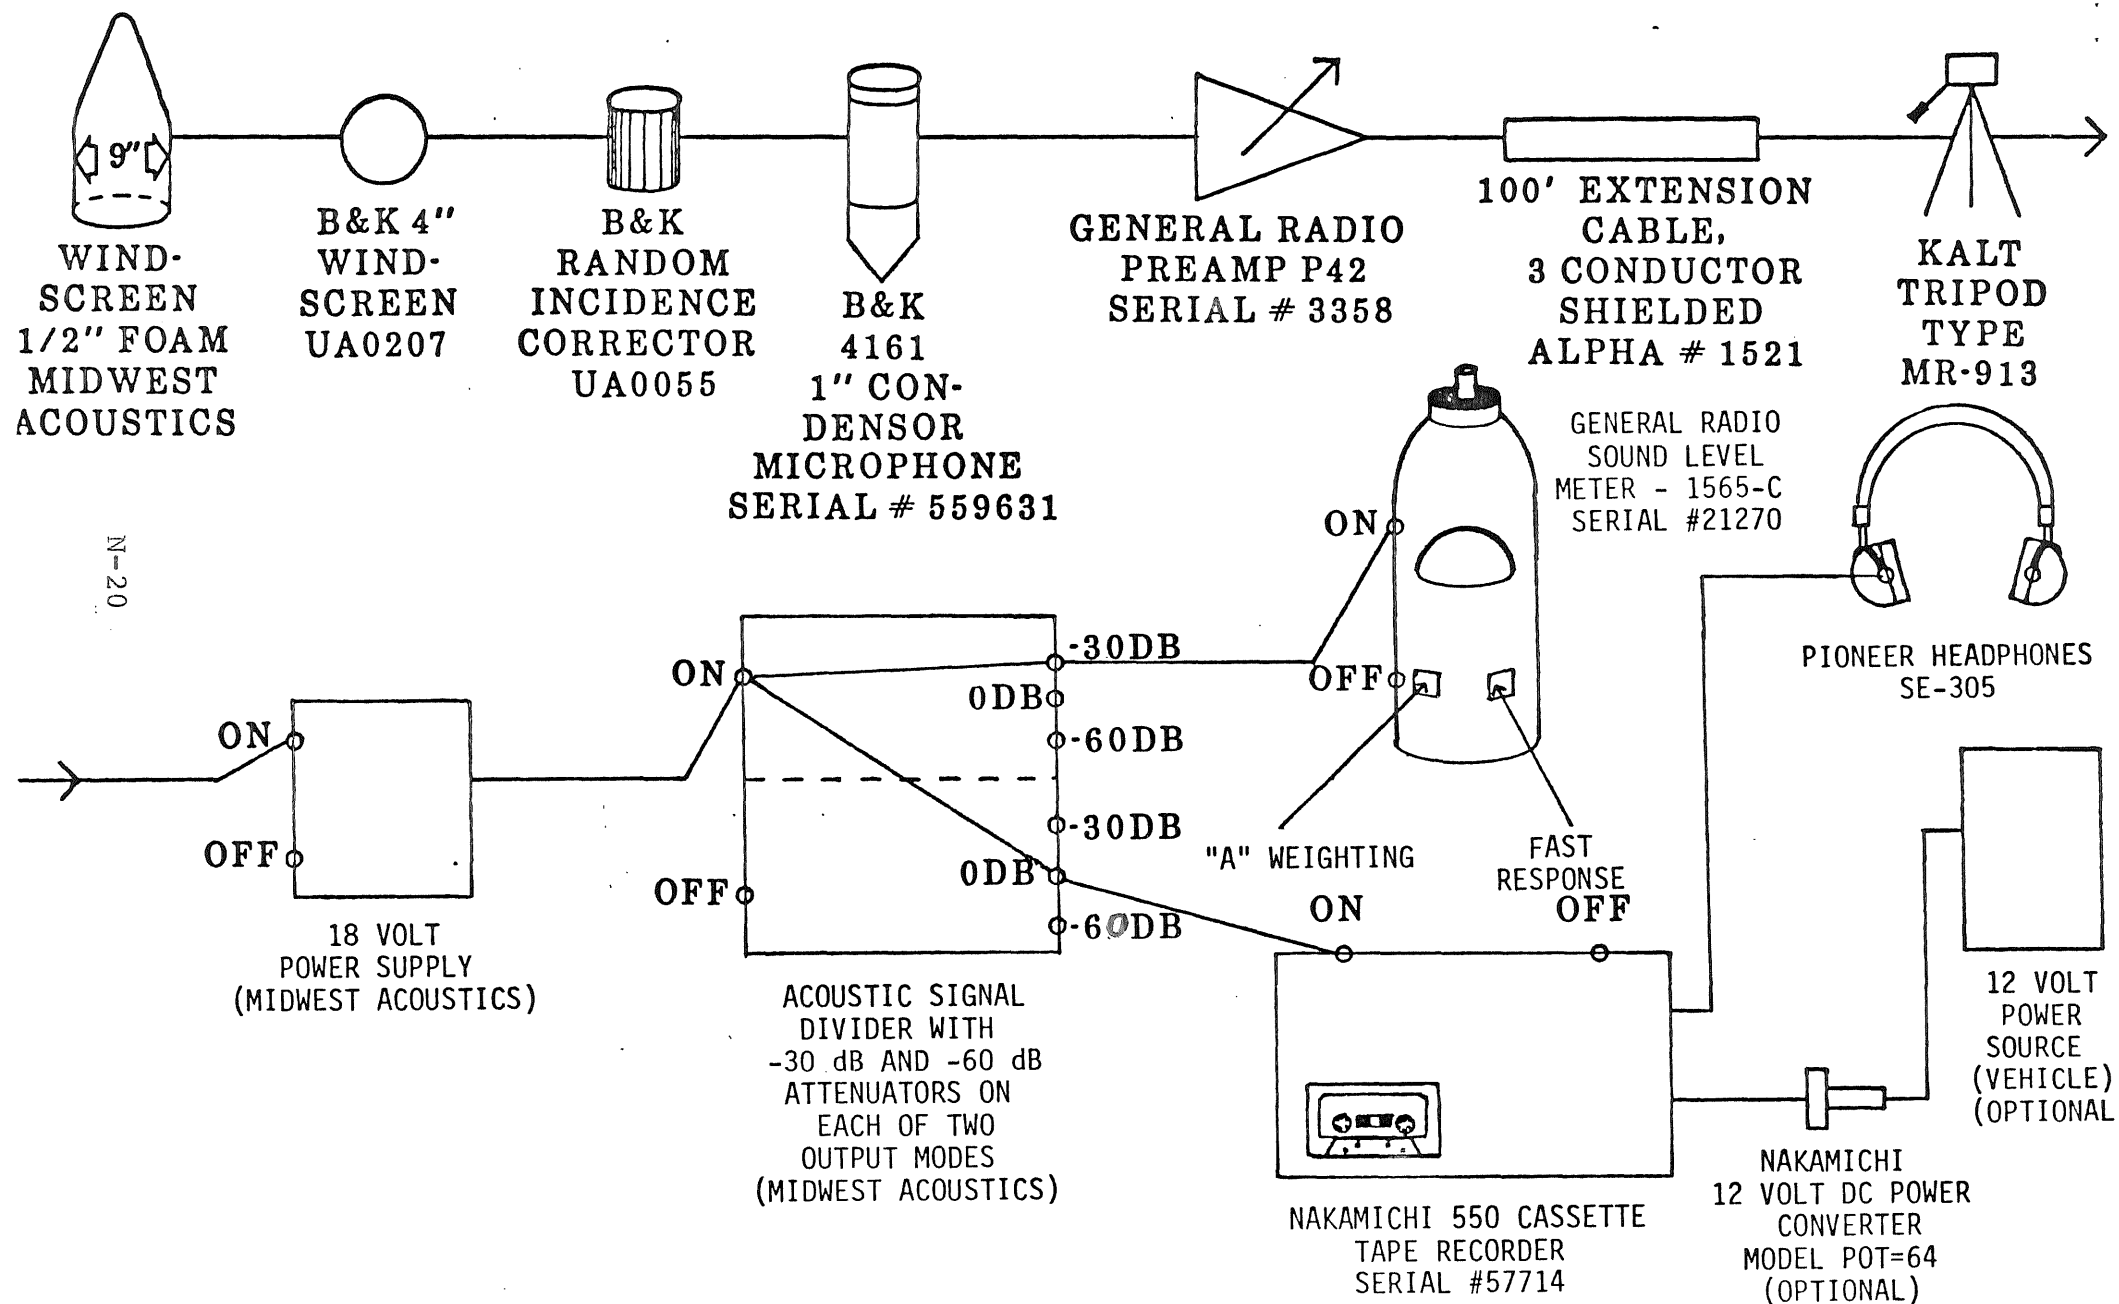 9"
WIND-
SCREEN
1/2" FOAM
MIDWEST
ACOUSTICS
B&K 4"
WIND-
SCREEN
UA0207
B&K
RANDOM
INCIDENCE
CORRECTOR
UA0055
B&K
4161
1" CON-
DENSOR
MICROPHONE
SERIAL # 559631
GENERAL RADIO
PREAMP P42
SERIAL # 3358
100' EXTENSION
CABLE,
3 CONDUCTOR
SHIELDED
ALPHA # 1521
KALT
TRIPOD
TYPE
MR-913
GENERAL RADIO
SOUND LEVEL
METER - 1565-C
SERIAL #21270
ON
OFF
"A" WEIGHTING
FAST
RESPONSE
PIONEER HEADPHONES
SE-305
N-20
ON
OFF
18 VOLT
POWER SUPPLY
(MIDWEST ACOUSTICS)
ON
OFF
-30DB
0DB
-60DB
-30DB
0DB
-60DB
ACOUSTIC SIGNAL
DIVIDER WITH
-30 dB AND -60 dB
ATTENUATORS ON
EACH OF TWO
OUTPUT MODES
(MIDWEST ACOUSTICS)
ON
OFF
NAKAMICHI 550 CASSETTE
TAPE RECORDER
SERIAL #57714
12 VOLT
POWER
SOURCE
(VEHICLE)
(OPTIONAL
NAKAMICHI
12 VOLT DC POWER
CONVERTER
MODEL POT=64
(OPTIONAL)